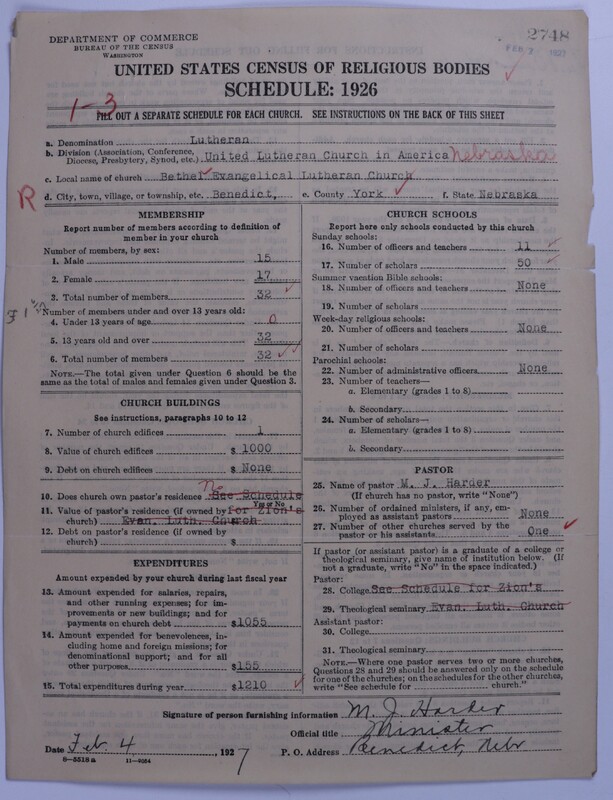 DEPARTMENT OF COMMERCE
BUREAU OF THE CENSUS
WASHINGTON
2748
FEB 7 1927
UNITED STATES CENSUS OF RELIGIOUS BODIES
SCHEDULE: 1926
1-3
FILL OUT A SEPARATE SCHEDULE FOR EACH CHURCH. SEE INSTRUCTIONS ON THE BACK OF THIS SHEET
a. Denomination Lutheran
b. Division (Association, Conference, Diocese, Presbytery, Synod, etc.) United Lutheran Church in America Nebraska
c. Local name of church Bethel Evangelical Lutheran Church
R d. City, town, village, or township, etc. Benedict, e. County York f. State Nebraska
MEMBERSHIP
Report number of members according to definition of
member in your church
Number of members, by sex:
1. Male 15
2. Female 17
3. Total number of members 32
Number of members under and over 13 years old:
4. Under 13 years of age 0
5. 13 years old and over 32
6. Total number of members 32
NOTE.—The total given under Question 6 should be the
same as the total of males and females given under Question 3.
CHURCH BUILDINGS
See instructions, paragraphs 10 to 12
7. Number of church edifices 1
8. Value of church edifices $ 1000
9. Debt on church edifices $ None
No
10. Does church own pastor's residence See Schedule
Yes or No
11. Value of pastor's residence (if owned by for Zion's
church) Evan. Luth. Church
12. Debt on pastor's residence (if owned by
church) $
EXPENDITURES
Amount expended by your church during last fiscal year
13. Amount expended for salaries, repairs,
and other running expenses; for im-
provements or new buildings; and for
payments on church debt $1055
14. Amount expended for benevolences, in-
cluding home and foreign missions; for
denominational support; and for all
other purposes $155
15. Total expenditures during year $1210
CHURCH SCHOOLS
Report here only schools conducted by this church
Sunday schools:
16. Number of officers and teachers 11
17. Number of scholars 50
Summer vacation Bible schools:
18. Number of officers and teachers None
19. Number of scholars
Week-day religious schools:
20. Number of officers and teachers None
21. Number of scholars
Parochial schools:
22. Number of administrative officers None
23. Number of teachers—
a. Elementary (grades 1 to 8)
b. Secondary
24. Number of scholars—
a. Elementary (grades 1 to 8)
b. Secondary
PASTOR
25. Name of pastor M. J. Harder
(If church has no pastor, write "None")
26. Number of ordained ministers, if any, em-
ployed as assistant pastors None
27. Number of other churches served by the
pastor or his assistants One
If pastor (or assistant pastor) is a graduate of a college or
theological seminary, give name of institution below. (If
not a graduate, write "No" in the space indicated.)
Pastor:
28. College See Schedule for Zion's
29. Theological seminary Evan. Luth. Church
Assistant pastor:
30. College
31. Theological seminary
NOTE.—Where one pastor serves two or more churches,
Questions 28 and 29 should be answered only on the schedule
for one of the churches; on the schedules for the other churches,
write "See schedule for church."
Signature of person furnishing information M. J. Harder
Official title Minister
Date Feb. 4, 1927 P. O. Address Benedict, Nebr
8-5518a 11-4064